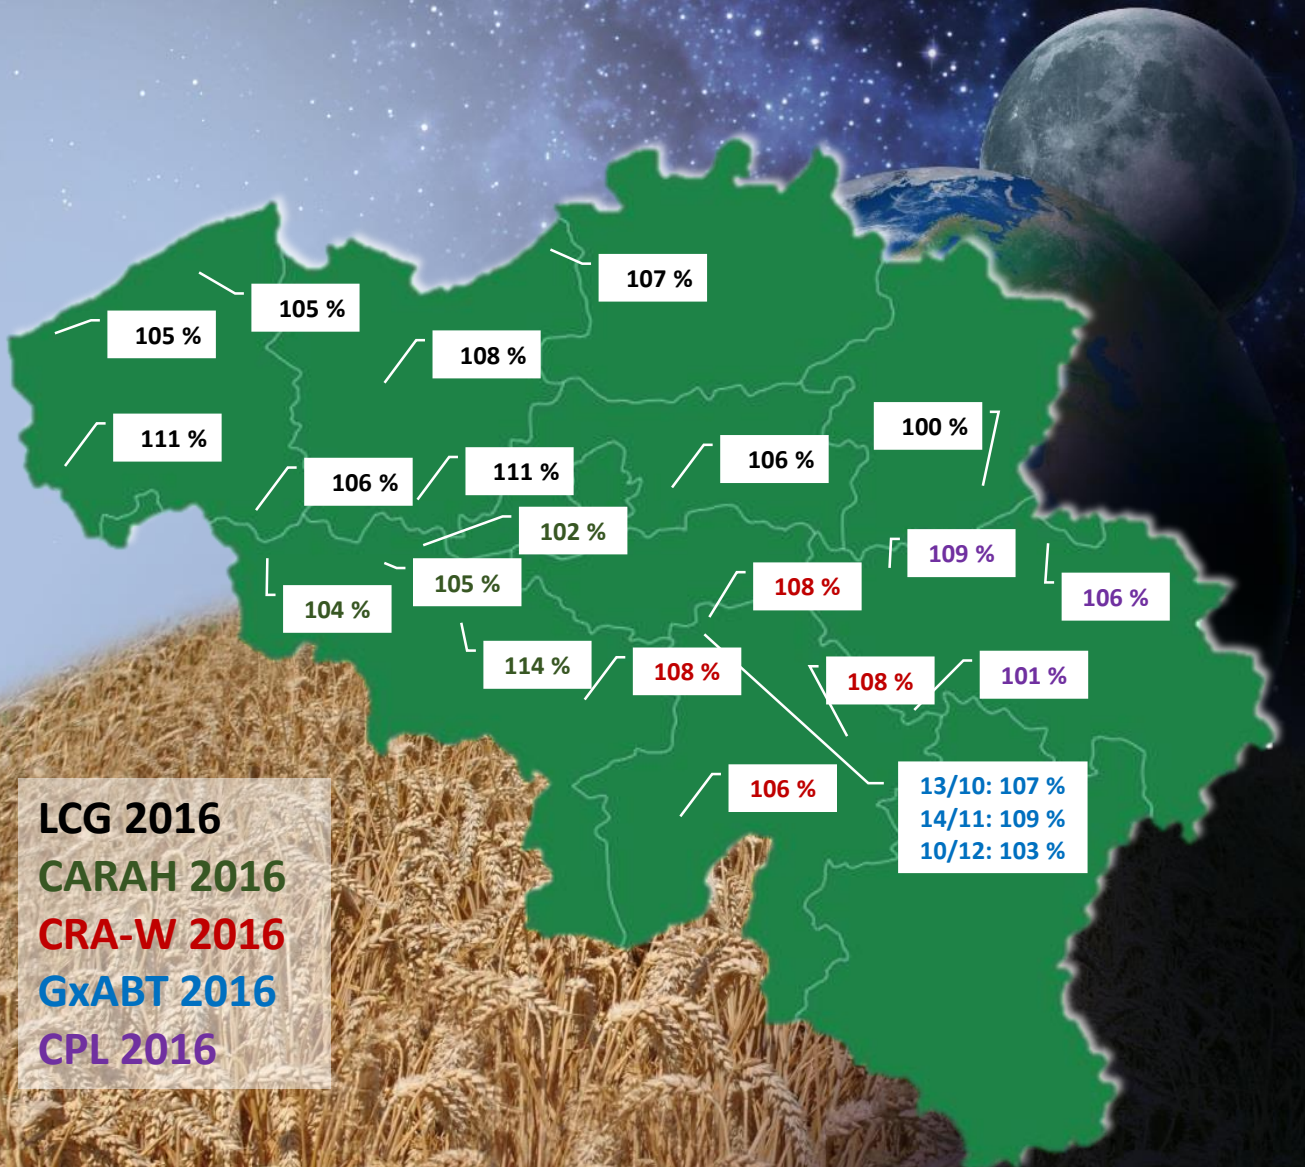 107 %
105 %
105 %
108 %
111 %
100 %
106 %
111 %
106 %
102 %
109 %
105 %
108 %
106 %
104 %
114 %
108 %
108 %
101 %
106 %
13/10: 107 %
14/11: 109 %
10/12: 103 %
LCG 2016
CARAH 2016
CRA-W 2016
GxABT 2016
CPL 2016